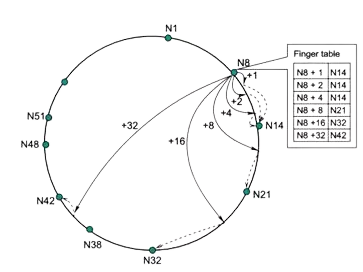 N1
N8
Finger table
+1
N8 + 1 N14
N8 + 2 N14
N8 + 4 N14
N8 + 8 N21
N8 +16 N32
N8 +32 N42
+2
+4
N51
+8
N14
+32
+16
N48
N21
N42
N38
N32